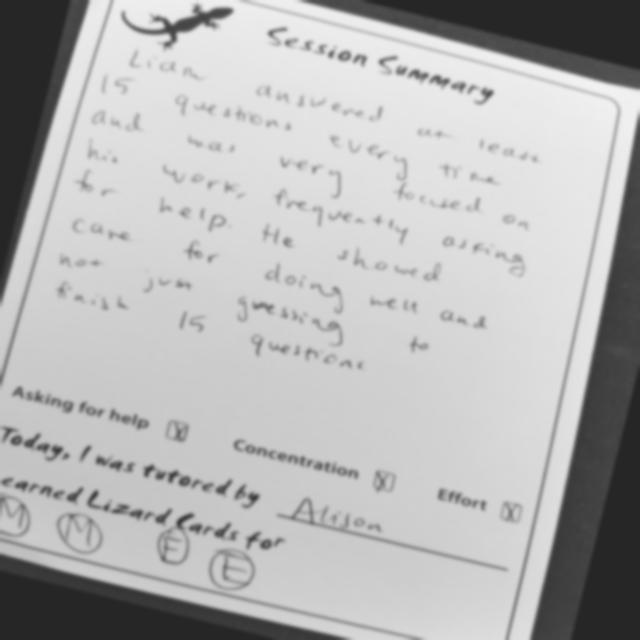 Session Summary
Liam answered at least
15 questions every time
and was very focused on
his work, frequently asking
for help. He showed
care for doing well and
not just guessing to
finish 15 questions
Asking for help X Concentration X Effort X
Today, I was tutored by Alison
earned Lizard Cards for
M M E E